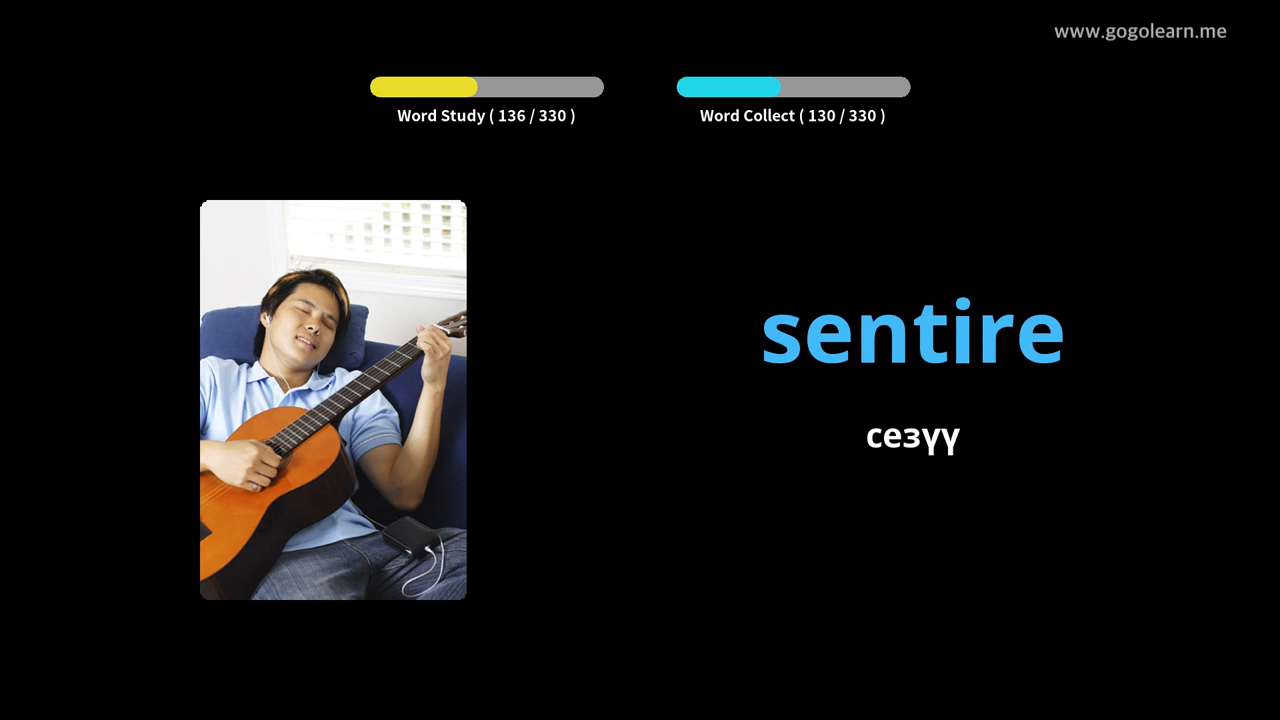 www.gogolearn.me
Word Study ( 136 / 330 )
Word Collect ( 130 / 330 )
sentire
сезүү